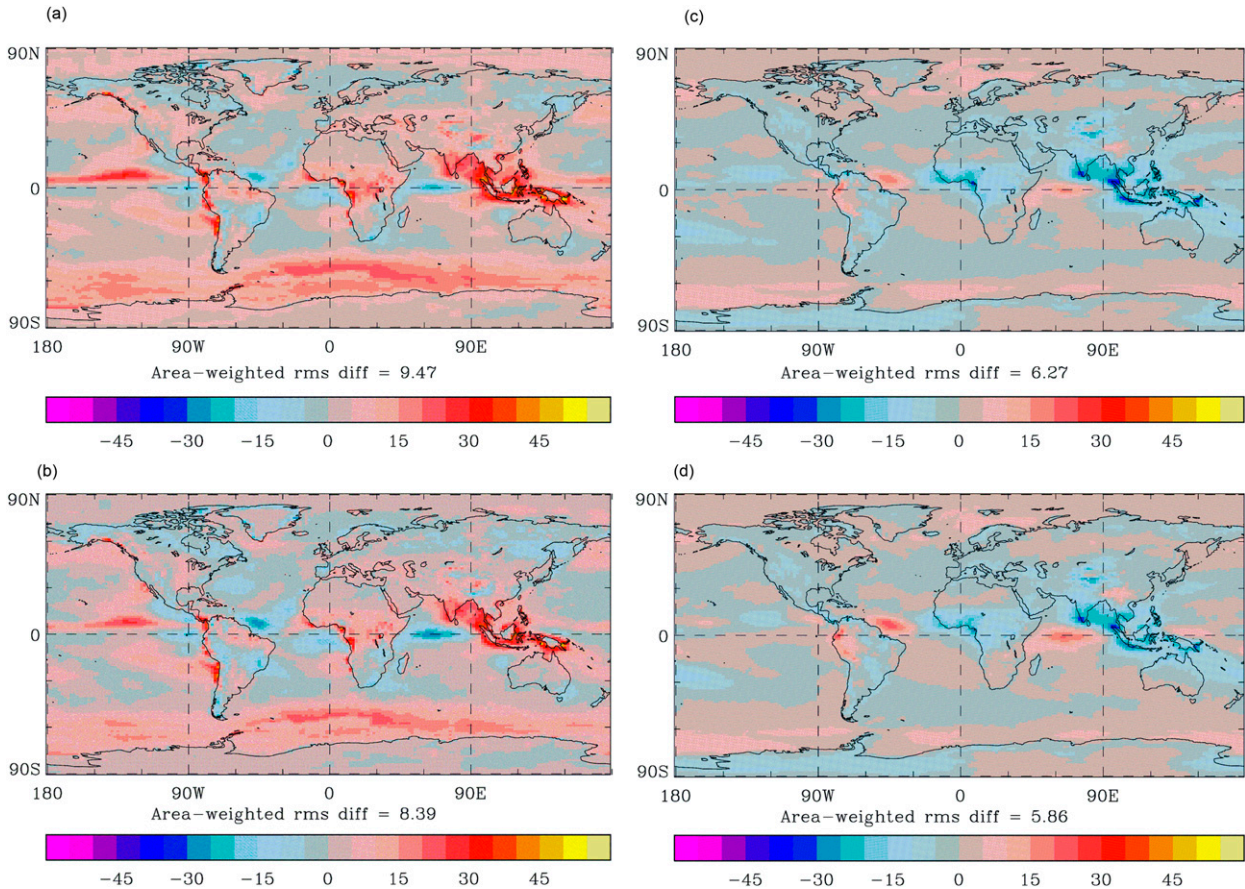 (a)
90N
0
90S
180 90W 0 90E
Area-weighted rms diff = 9.47
−45 −30 −15 0 15 30 45
(b)
90N
0
90S
180 90W 0 90E
Area-weighted rms diff = 8.39
−45 −30 −15 0 15 30 45
(c)
90N
0
90S
180 90W 0 90E
Area-weighted rms diff = 6.27
−45 −30 −15 0 15 30 45
(d)
90N
0
90S
180 90W 0 90E
Area-weighted rms diff = 5.86
−45 −30 −15 0 15 30 45